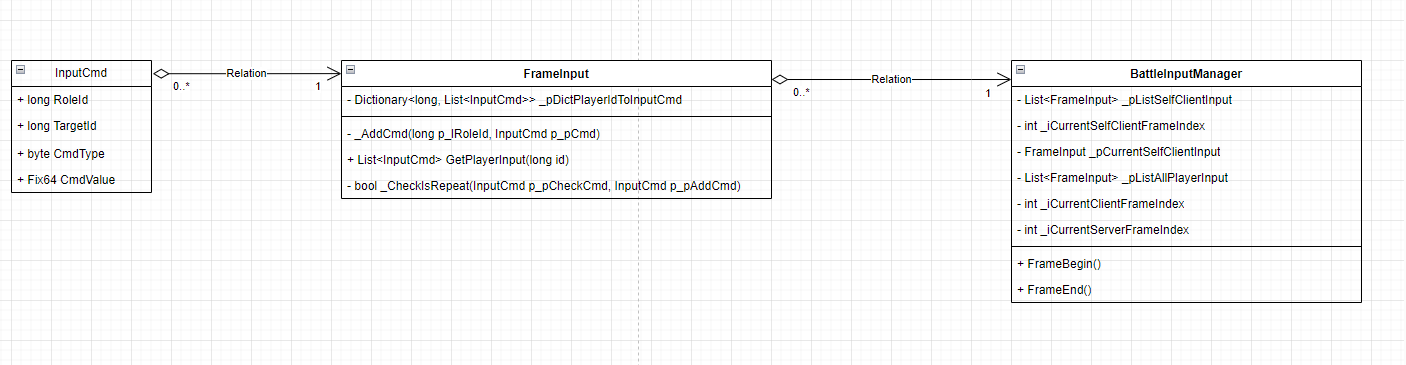 InputCmd
+ long RoleId
+ long TargetId
+ byte CmdType
+ Fix64 CmdValue
Relation
0..*
1
FrameInput
- Dictionary<long, List<InputCmd>> _pDictPlayerIdToInputCmd
- _AddCmd(long p_lRoleId, InputCmd p_pCmd)
+ List<InputCmd> GetPlayerInput(long id)
- bool _CheckIsRepeat(InputCmd p_pCheckCmd, InputCmd p_pAddCmd)
Relation
0..*
1
BattleInputManager
- List<FrameInput> _pListSelfClientInput
- int _iCurrentSelfClientFrameIndex
- FrameInput _pCurrentSelfClientInput
- List<FrameInput> _pListAllPlayerInput
- int _iCurrentClientFrameIndex
- int _iCurrentServerFrameIndex
+ FrameBegin()
+ FrameEnd()